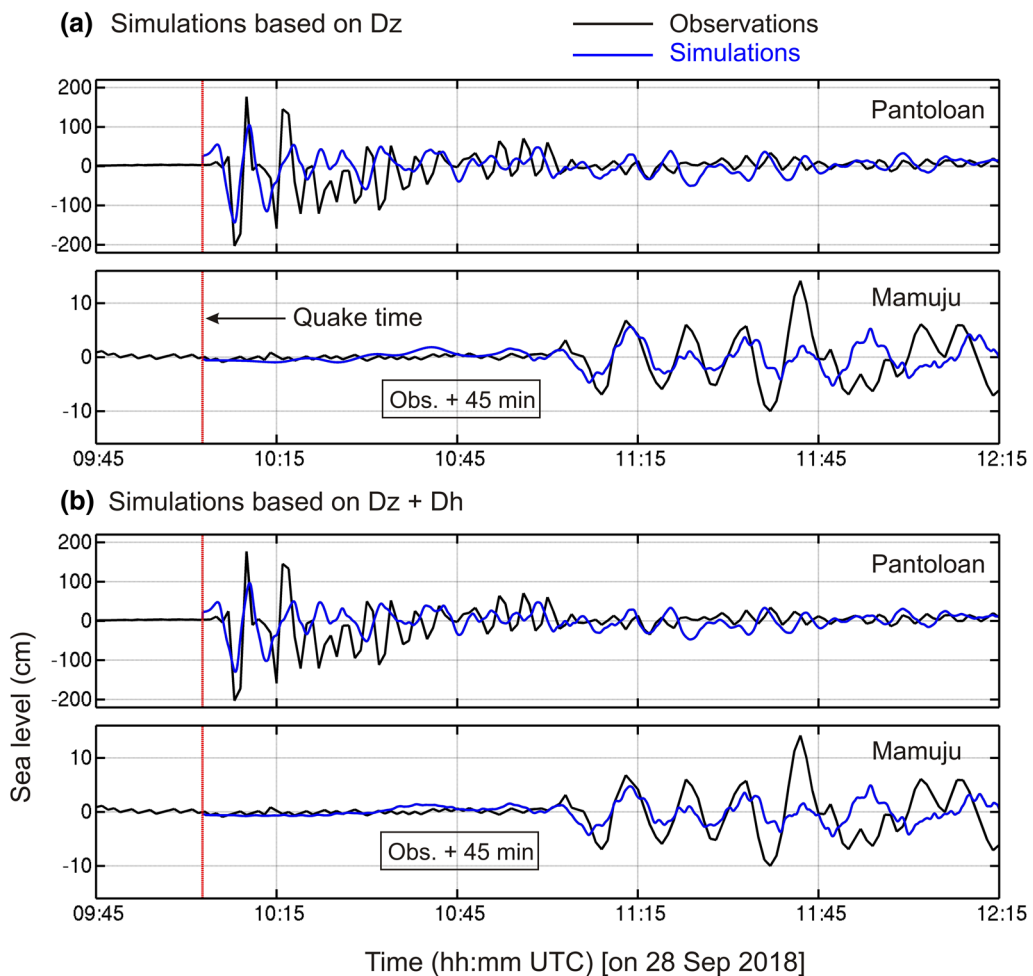 (a) Simulations based on Dz
Observations
Simulations
200
100
0
-100
-200
Pantoloan
10
0
-10
Mamuju
Quake time
Obs. + 45 min
09:45 10:15 10:45 11:15 11:45 12:15
(b) Simulations based on Dz + Dh
200
100
0
-100
-200
Pantoloan
10
0
-10
Mamuju
Obs. + 45 min
09:45 10:15 10:45 11:15 11:45 12:15
Sea level (cm)
Time (hh:mm UTC) [on 28 Sep 2018]